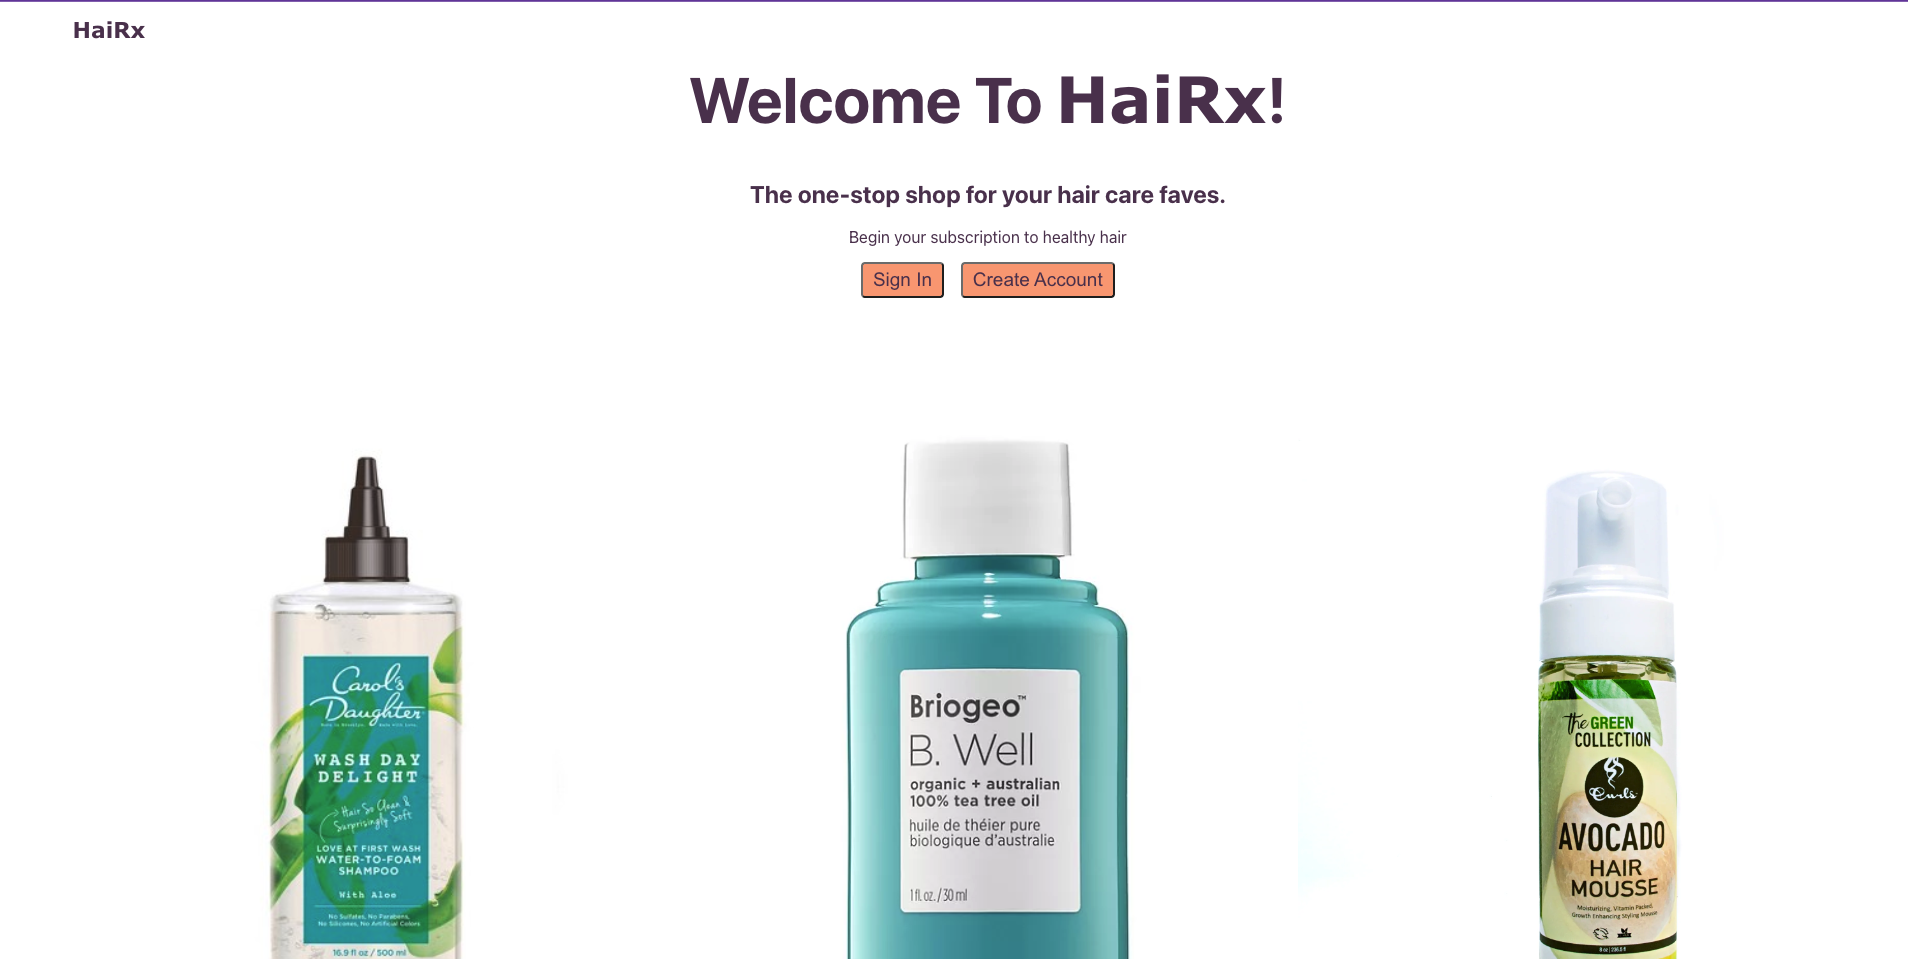 HaiRx
Welcome To HaiRx!
The one-stop shop for your hair care faves.
Begin your subscription to healthy hair
Sign In
Create Account
Carol's
Daughter
WASH DAY
DELIGHT
Hair So Clean &
Surprisingly Soft
LOVE AT FIRST WASH
WATER-TO-FOAM
SHAMPOO
With Aloe
No Sulfates, No Parabens,
No Silicones, No Artificial Colors
16.9 fl oz / 500 ml
Briogeo™
B. Well
organic + australian
100% tea tree oil
huile de théier pure
biologique d'australie
1 fl. oz. / 30 ml
the GREEN
COLLECTION
Curls
AVOCADO
HAIR
MOUSSE
Moisturizing, Vitamin Packed,
Growth Enhancing Styling Mousse